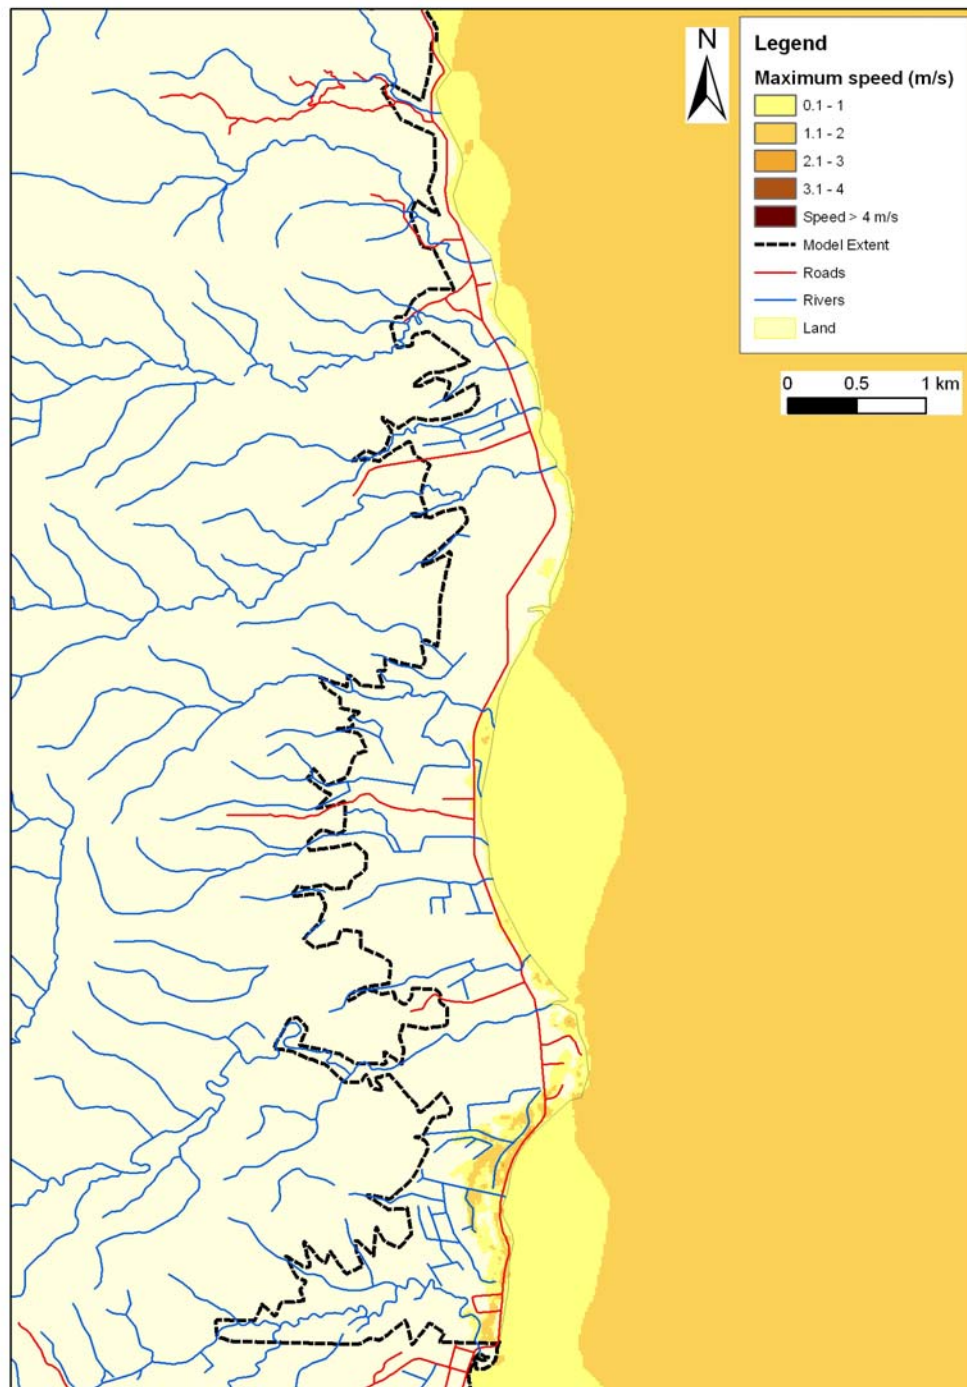 N
Legend
Maximum speed (m/s)
0.1 - 1
1.1 - 2
2.1 - 3
3.1 - 4
Speed > 4 m/s
Model Extent
Roads
Rivers
Land
0 0.5 1 km